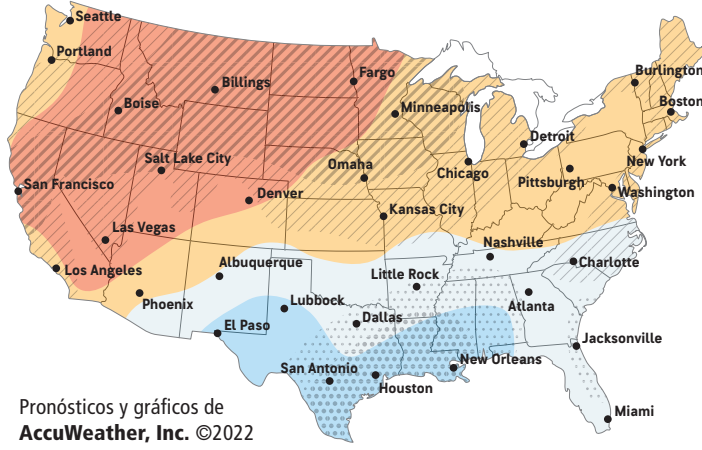 Seattle
Portland
Billings
Fargo
Burlington
Boise
Minneapolis
Boston
Detroit
Salt Lake City
Omaha
Chicago
New York
San Francisco
Denver
Pittsburgh
Washington
Kansas City
Las Vegas
Nashville
Los Angeles
Albuquerque
Little Rock
Charlotte
Phoenix
Lubbock
Dallas
Atlanta
El Paso
Jacksonville
San Antonio
New Orleans
Houston
Miami
Pronósticos y gráficos de
AccuWeather, Inc. ©2022